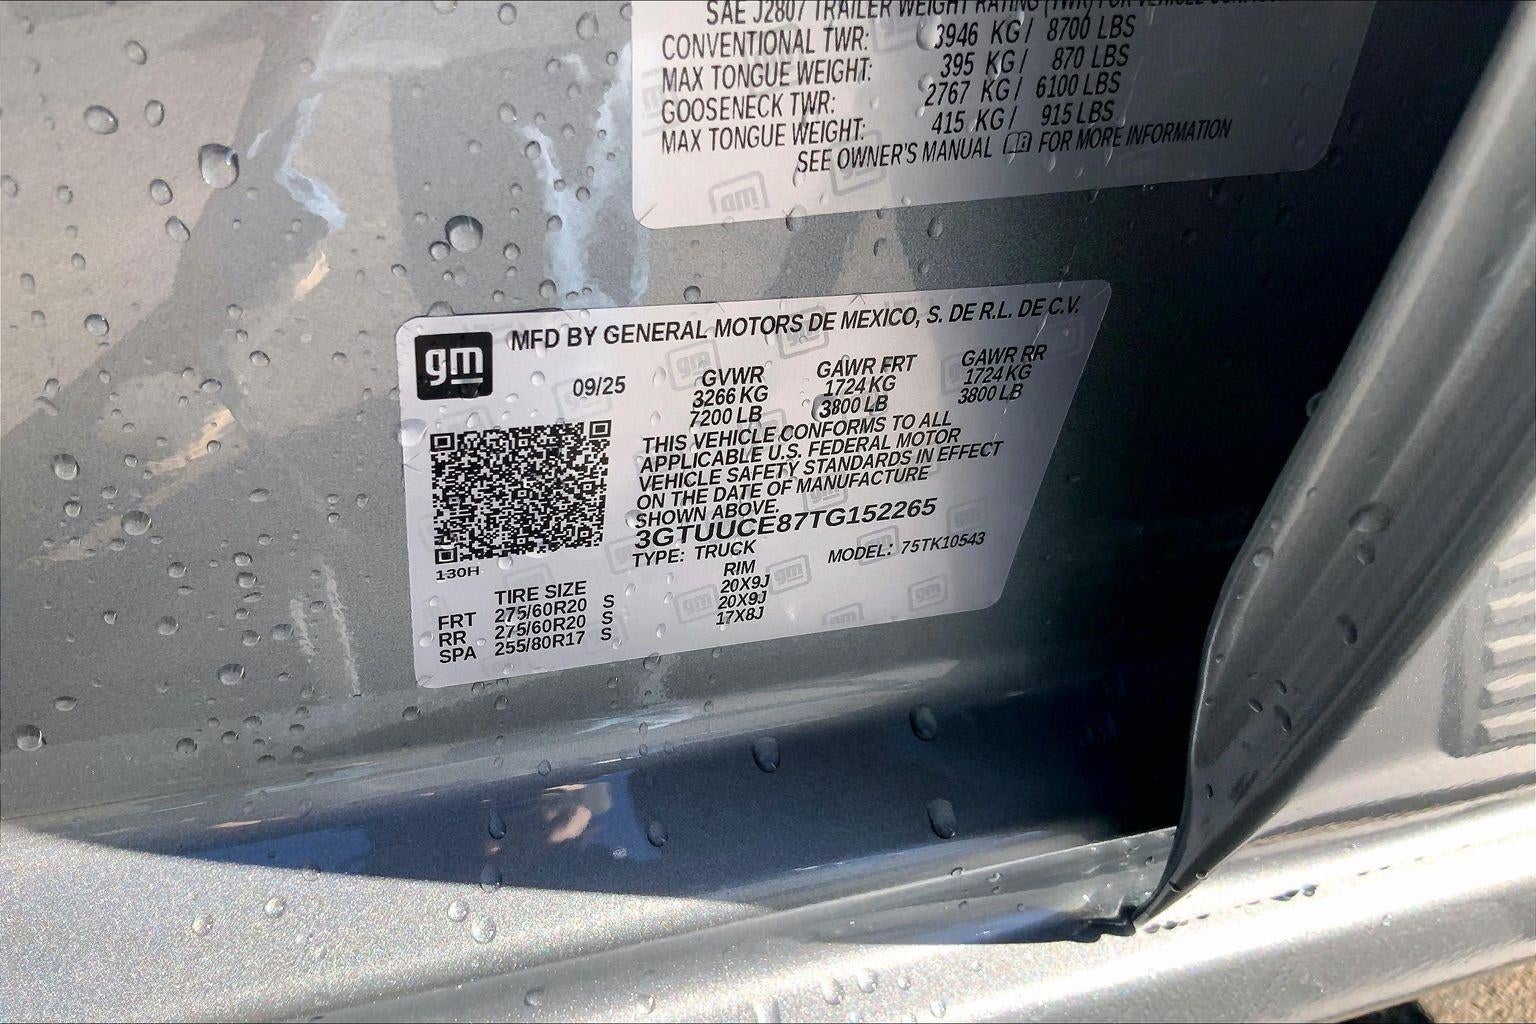 SAE J2807 TRAILER WEIGHT RATING (TWR) FOR VEHICLE
CONVENTIONAL TWR: 3946 KG/ 8700 LBS
MAX TONGUE WEIGHT: 395 KG/ 870 LBS
GOOSENECK TWR: 2767 KG/ 6100 LBS
MAX TONGUE WEIGHT: 415 KG/ 915 LBS
SEE OWNER'S MANUAL FOR MORE INFORMATION
gm
gm MFD BY GENERAL MOTORS DE MEXICO, S. DE R.L. DE C.V.
09/25
GVWR GAWR FRT GAWR RR
3266 KG 1724 KG 1724 KG
7200 LB 3800 LB 3800 LB
THIS VEHICLE CONFORMS TO ALL
APPLICABLE U.S. FEDERAL MOTOR
VEHICLE SAFETY STANDARDS IN EFFECT
ON THE DATE OF MANUFACTURE
SHOWN ABOVE.
3GTUUCE87TG152265
TYPE: TRUCK MODEL: 75TK10543
130H
TIRE SIZE RIM
FRT 275/60R20 S 20X9J
RR 275/60R20 S 20X9J
SPA 255/80R17 S 17X8J